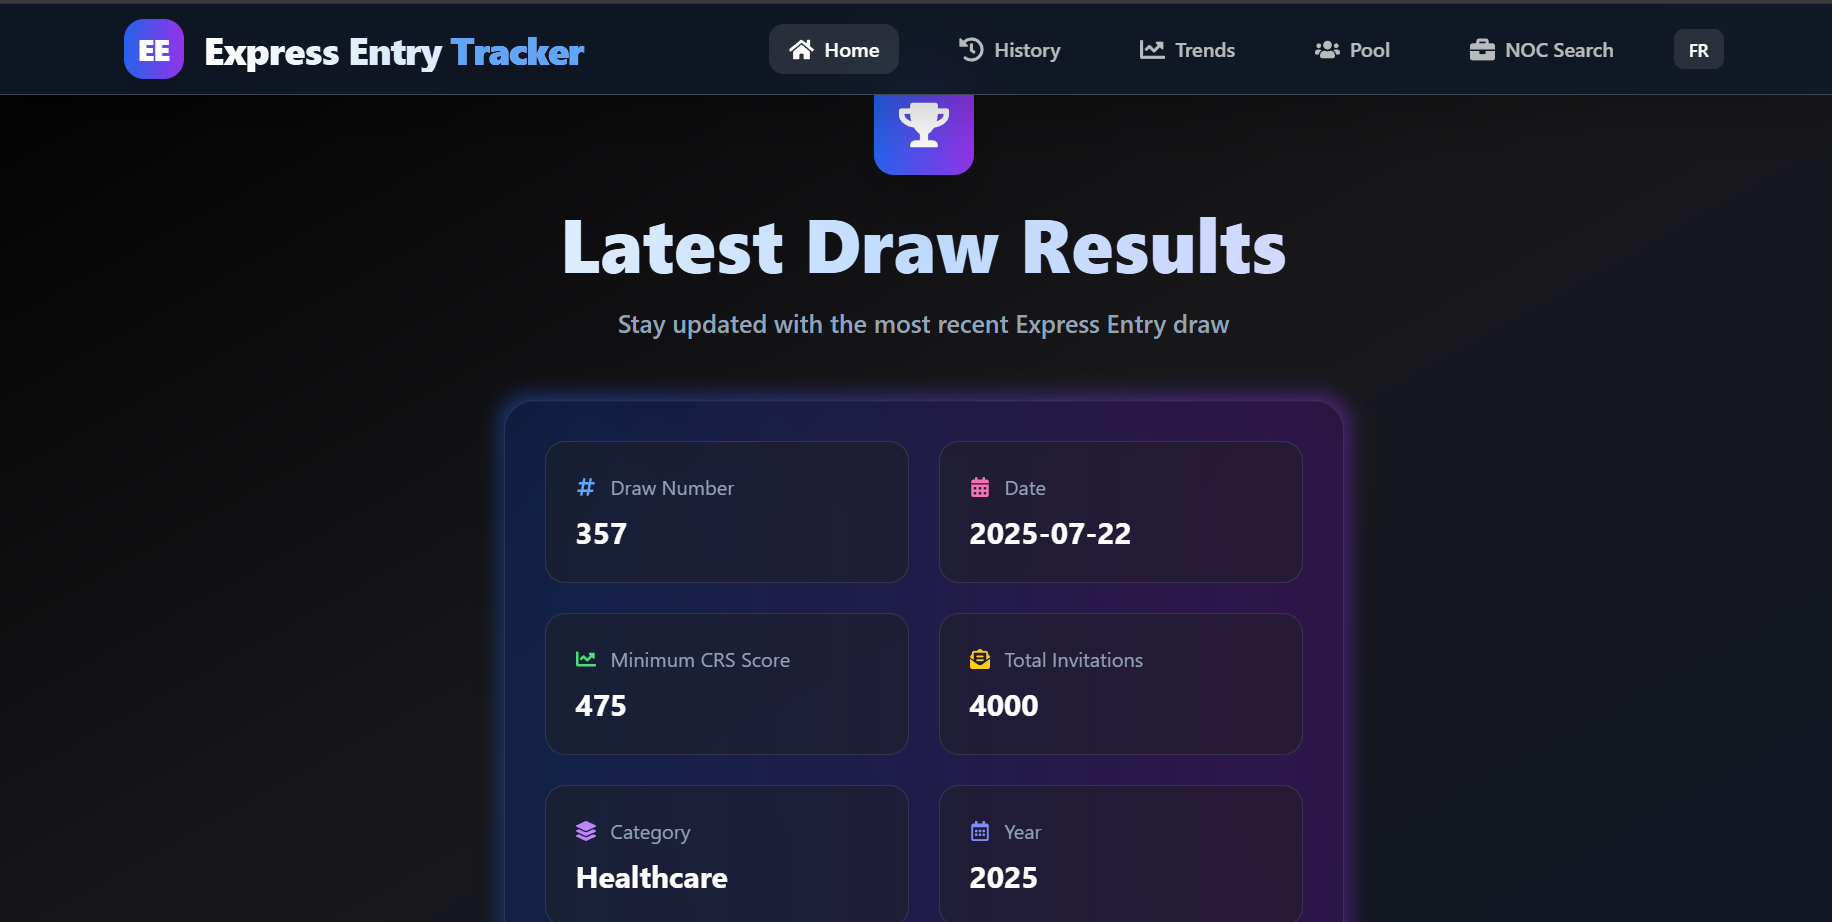 EE Express Entry Tracker Home History Trends Pool NOC Search FR
Latest Draw Results
Stay updated with the most recent Express Entry draw
Draw Number
357
Date
2025-07-22
Minimum CRS Score
475
Total Invitations
4000
Category
Healthcare
Year
2025